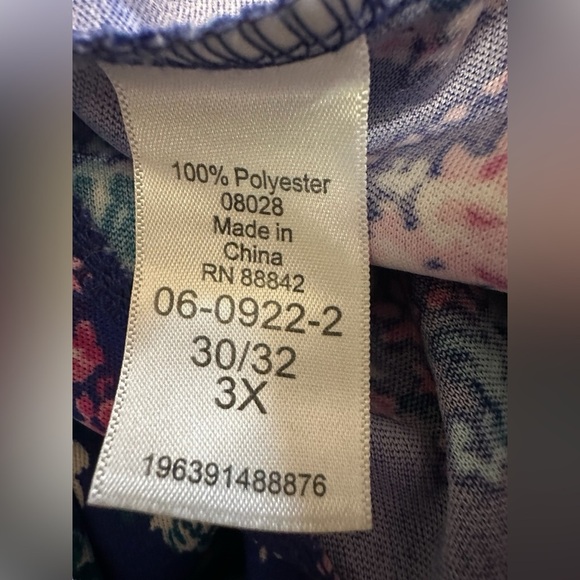 100% Polyester
08028
Made in
China
RN 88842
06-0922-2
30/32
3X
196391488876